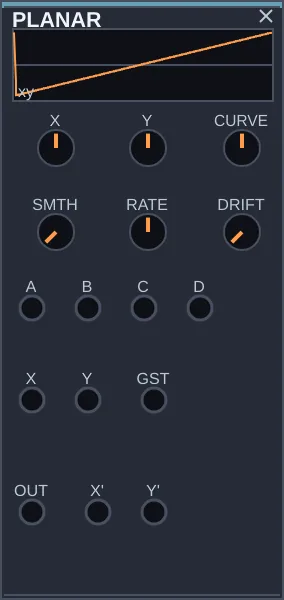 PLANAR
xy
X Y CURVE
SMTH RATE DRIFT
A B C D
X Y GST
OUT X' Y'